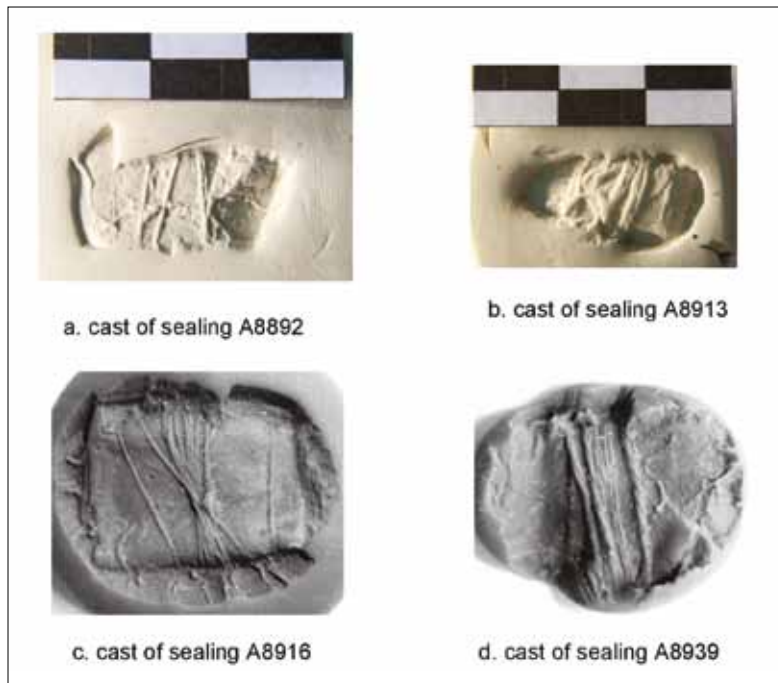 a. cast of sealing A8892
b. cast of sealing A8913
c. cast of sealing A8916
d. cast of sealing A8939